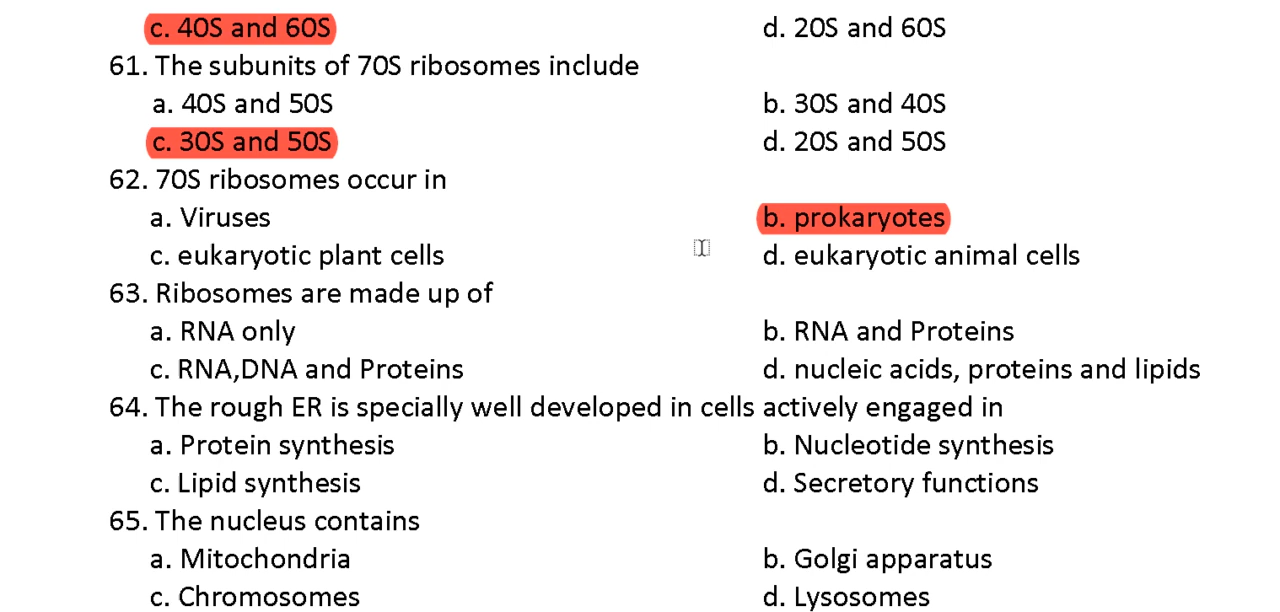 c. 40S and 60S d. 20S and 60S
61. The subunits of 70S ribosomes include
a. 40S and 50S b. 30S and 40S
c. 30S and 50S d. 20S and 50S
62. 70S ribosomes occur in
a. Viruses b. prokaryotes
c. eukaryotic plant cells d. eukaryotic animal cells
63. Ribosomes are made up of
a. RNA only b. RNA and Proteins
c. RNA,DNA and Proteins d. nucleic acids, proteins and lipids
64. The rough ER is specially well developed in cells actively engaged in
a. Protein synthesis b. Nucleotide synthesis
c. Lipid synthesis d. Secretory functions
65. The nucleus contains
a. Mitochondria b. Golgi apparatus
c. Chromosomes d. Lysosomes